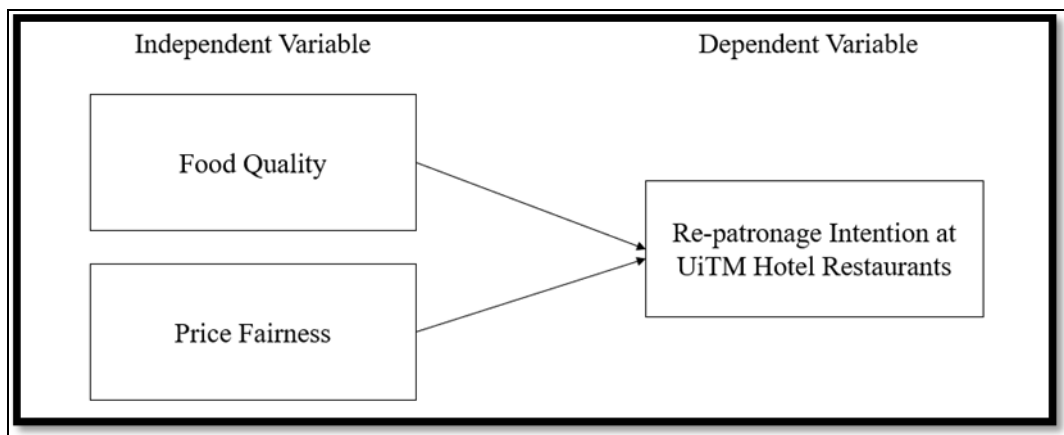 Independent Variable
Dependent Variable
Food Quality
Price Fairness
Re-patronage Intention at
UiTM Hotel Restaurants